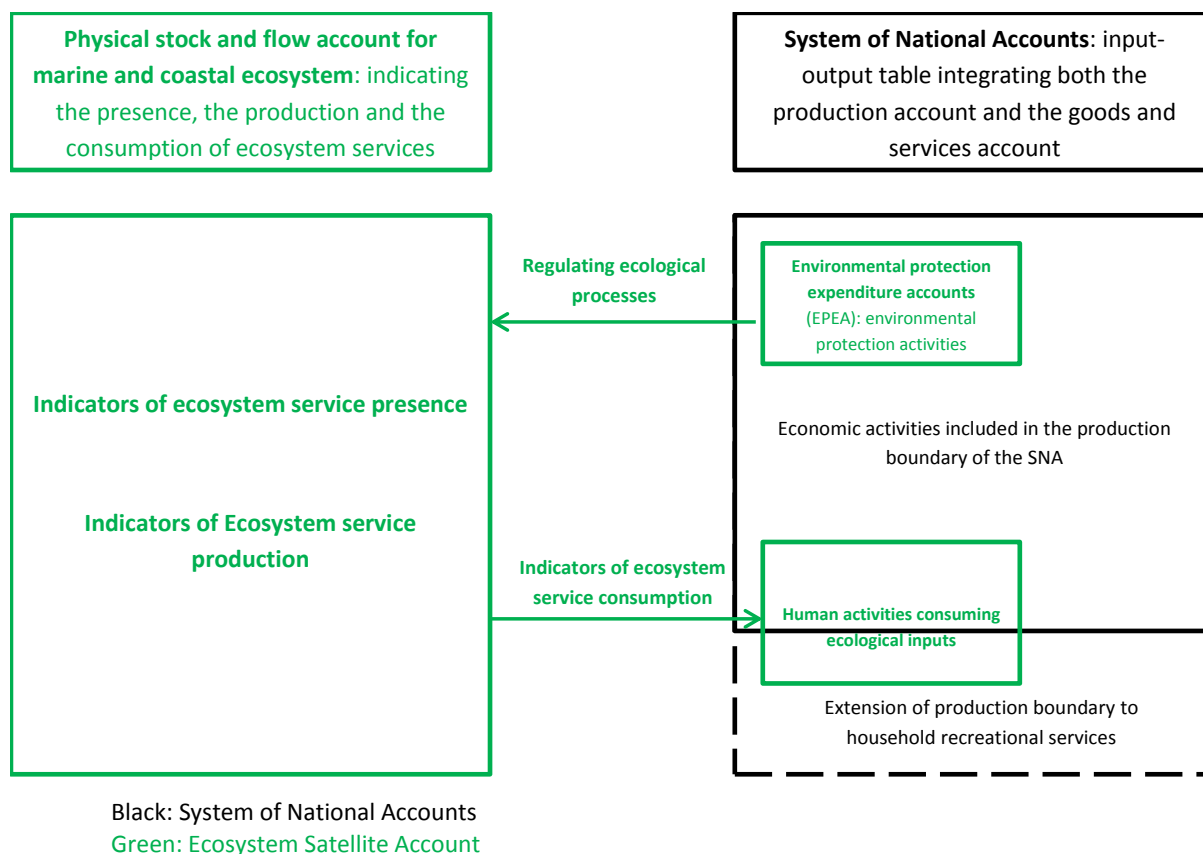 Physical stock and flow account for
marine and coastal ecosystem: indicating
the presence, the production and the
consumption of ecosystem services
System of National Accounts: input-
output table integrating both the
production account and the goods and
services account
Regulating ecological
processes
Environmental protection
expenditure accounts
(EPEA): environmental
protection activities
Indicators of ecosystem service presence
Economic activities included in the production
boundary of the SNA
Indicators of Ecosystem service
production
Indicators of ecosystem
service consumption
Human activities consuming
ecological inputs
Extension of production boundary to
household recreational services
Black: System of National Accounts
Green: Ecosystem Satellite Account